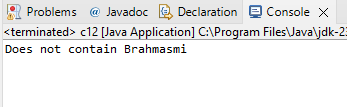 Problems @ Javadoc Declaration Console ×
<terminated> c12 [Java Application] C:\Program Files\Java\jdk-23
Does not contain Brahmasmi